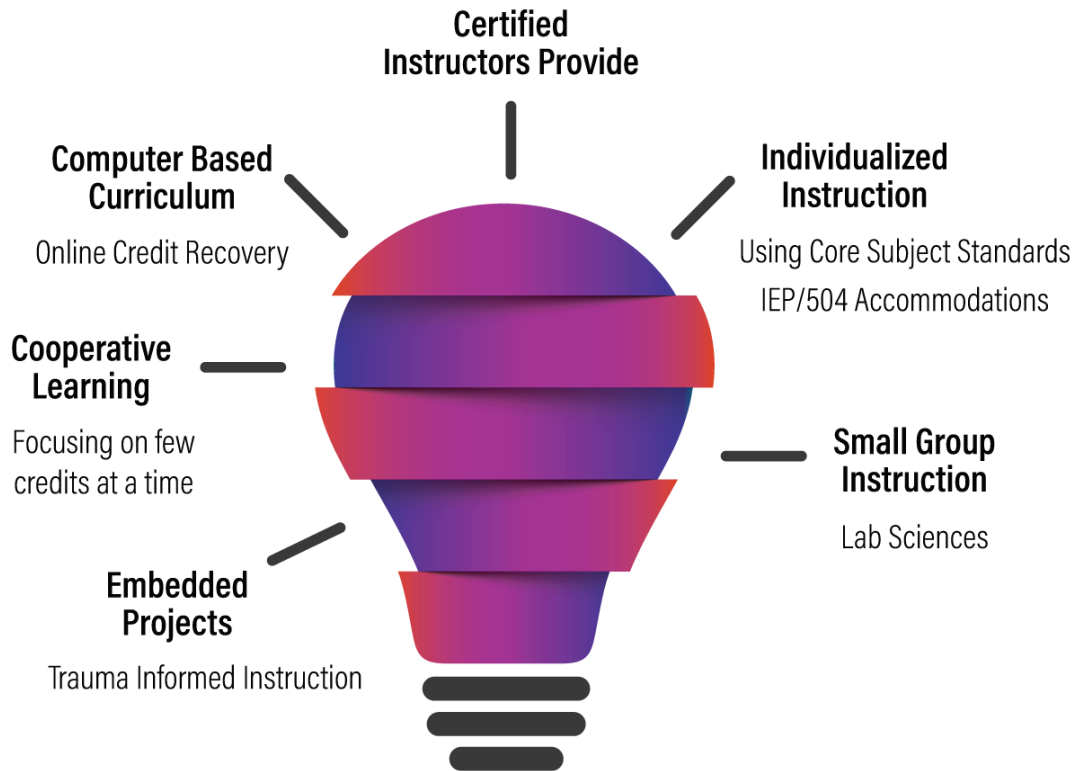 Certified
Instructors Provide
Computer Based
Curriculum
Online Credit Recovery
Individualized
Instruction
Using Core Subject Standards
IEP/504 Accommodations
Cooperative
Learning
Focusing on few
credits at a time
Small Group
Instruction
Lab Sciences
Embedded
Projects
Trauma Informed Instruction